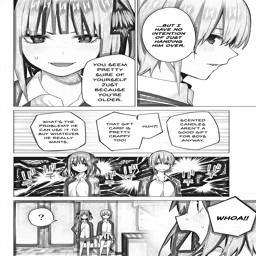 ...BUT I
HAVE NO
INTENTION
OF JUST
HANDING
HIM OVER.
YOU SEEM
PRETTY
SURE OF
YOURSELF
JUST
BECAUSE
YOU'RE
OLDER.
SCENTED
CANDLES
AREN'T A
GOOD GIFT
FOR BOYS
ANYWAY.
HUH?!
THAT GIFT
CARD IS
PRETTY
CRAPPY
TOO!
WHAT'S THE
PROBLEM? HE
CAN USE IT TO
BUY WHATEVER
HE REALLY
WANTS.
WHOA!!
?